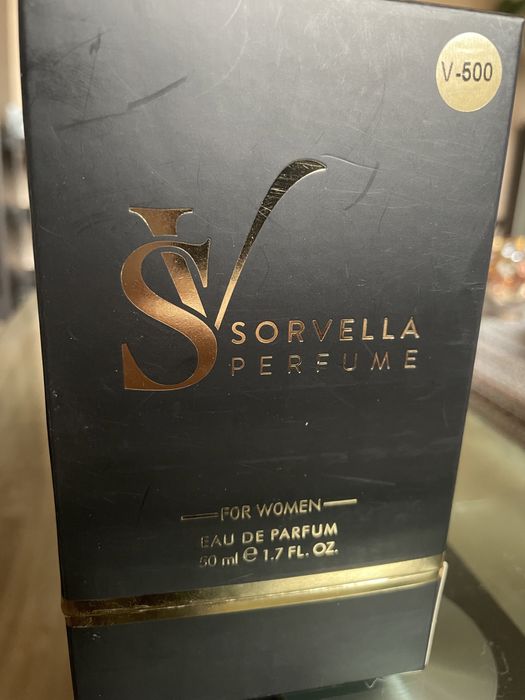 V-500
SV
SORVELLA
PERFUME
FOR WOMEN
EAU DE PARFUM
50 ml e 1.7 FL. OZ.